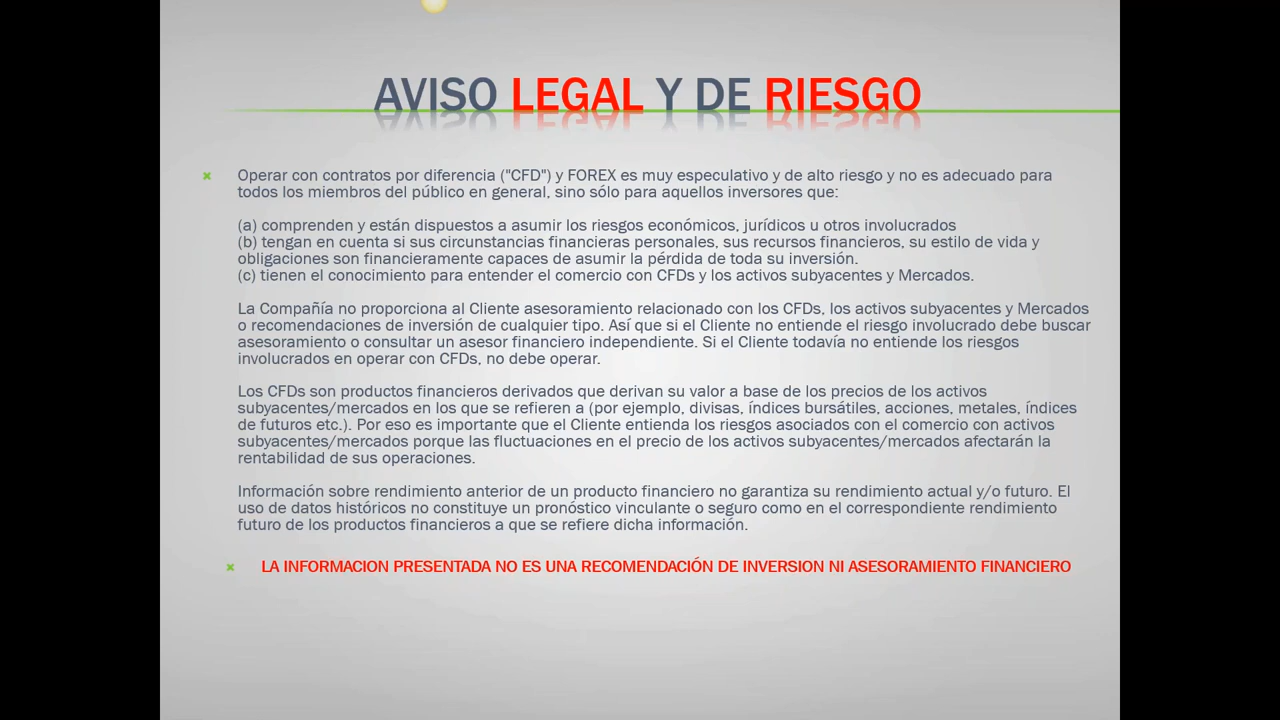 AVISO LEGAL Y DE RIESGO
Operar con contratos por diferencia ("CFD") y FOREX es muy especulativo y de alto riesgo y no es adecuado para
todos los miembros del público en general, sino sólo para aquellos inversores que:
(a) comprenden y están dispuestos a asumir los riesgos económicos, jurídicos u otros involucrados
(b) tengan en cuenta si sus circunstancias financieras personales, sus recursos financieros, su estilo de vida y
obligaciones son financieramente capaces de asumir la pérdida de toda su inversión.
(c) tienen el conocimiento para entender el comercio con CFDs y los activos subyacentes y Mercados.
La Compañía no proporciona al Cliente asesoramiento relacionado con los CFDs, los activos subyacentes y Mercados
o recomendaciones de inversión de cualquier tipo. Así que si el Cliente no entiende el riesgo involucrado debe buscar
asesoramiento o consultar un asesor financiero independiente. Si el Cliente todavía no entiende los riesgos
involucrados en operar con CFDs, no debe operar.
Los CFDs son productos financieros derivados que derivan su valor a base de los precios de los activos
subyacentes/mercados en los que se refieren a (por ejemplo, divisas, índices bursátiles, acciones, metales, índices
de futuros etc.). Por eso es importante que el Cliente entienda los riesgos asociados con el comercio con activos
subyacentes/mercados porque las fluctuaciones en el precio de los activos subyacentes/mercados afectarán la
rentabilidad de sus operaciones.
Información sobre rendimiento anterior de un producto financiero no garantiza su rendimiento actual y/o futuro. El
uso de datos históricos no constituye un pronóstico vinculante o seguro como en el correspondiente rendimiento
futuro de los productos financieros a que se refiere dicha información.
LA INFORMACION PRESENTADA NO ES UNA RECOMENDACIÓN DE INVERSION NI ASESORAMIENTO FINANCIERO